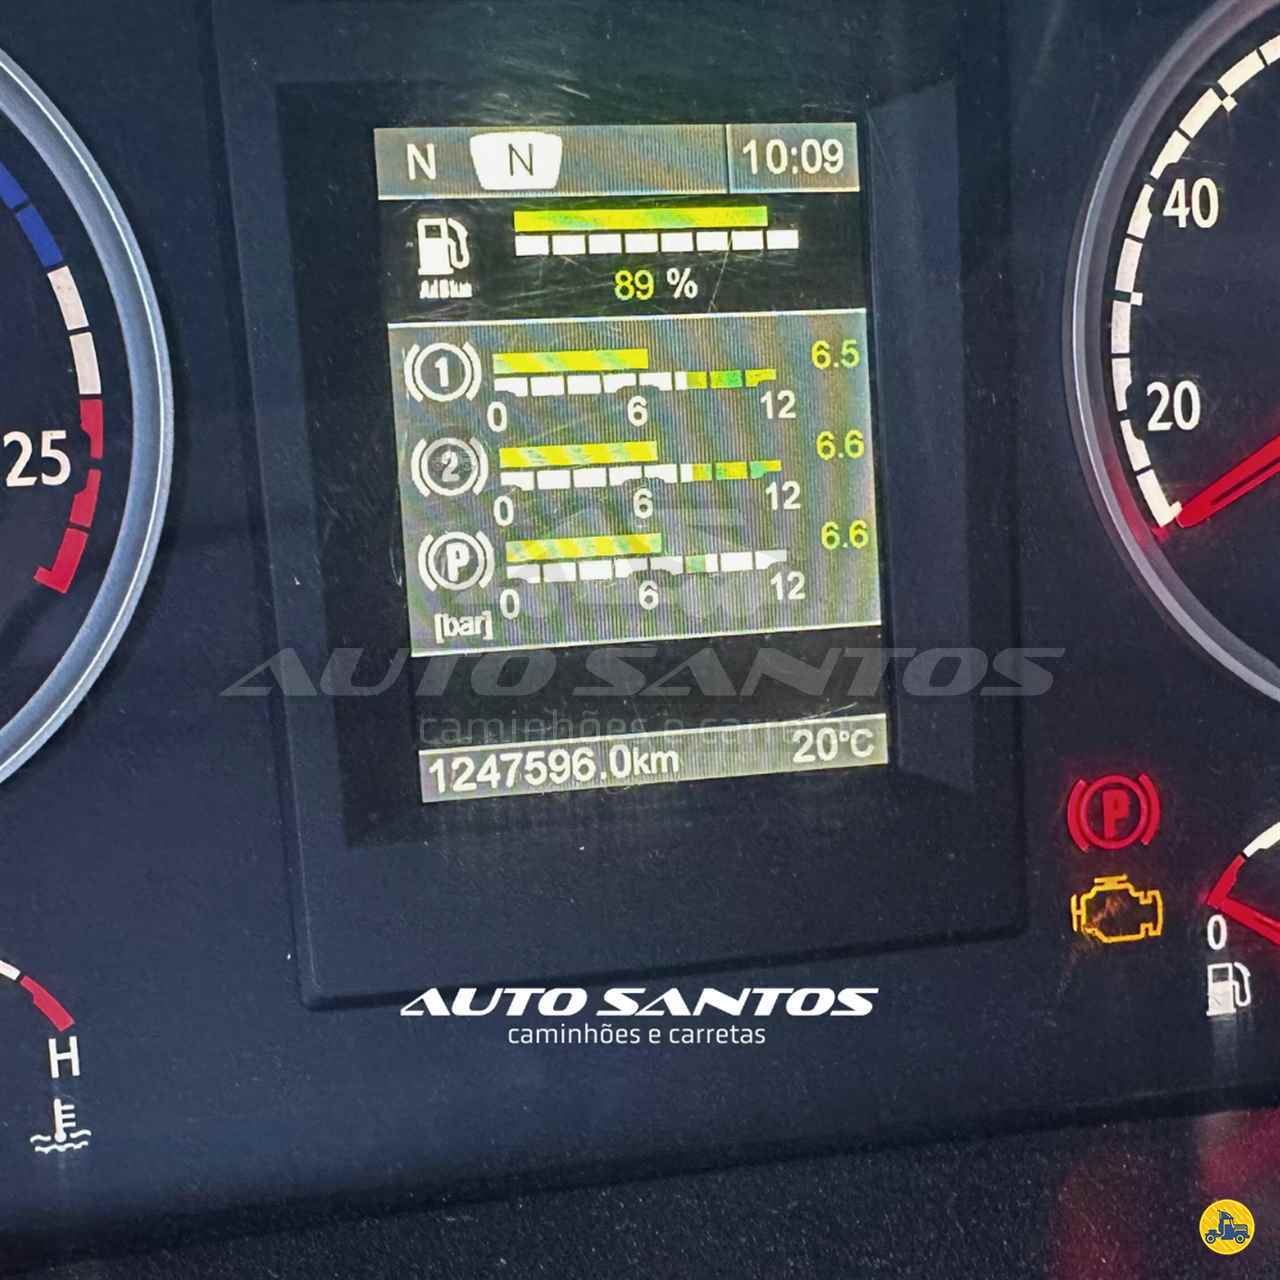 N N 10:09
40
AdBlue
89 %
1 6.5
0 6 12
20
25
2 6.6
0 6 12
P 6.6
0 6 12
[bar]
AUTO SANTOS
caminhões e carretas
1247596.0km 20°C
P
0
AUTO SANTOS
caminhões e carretas
H